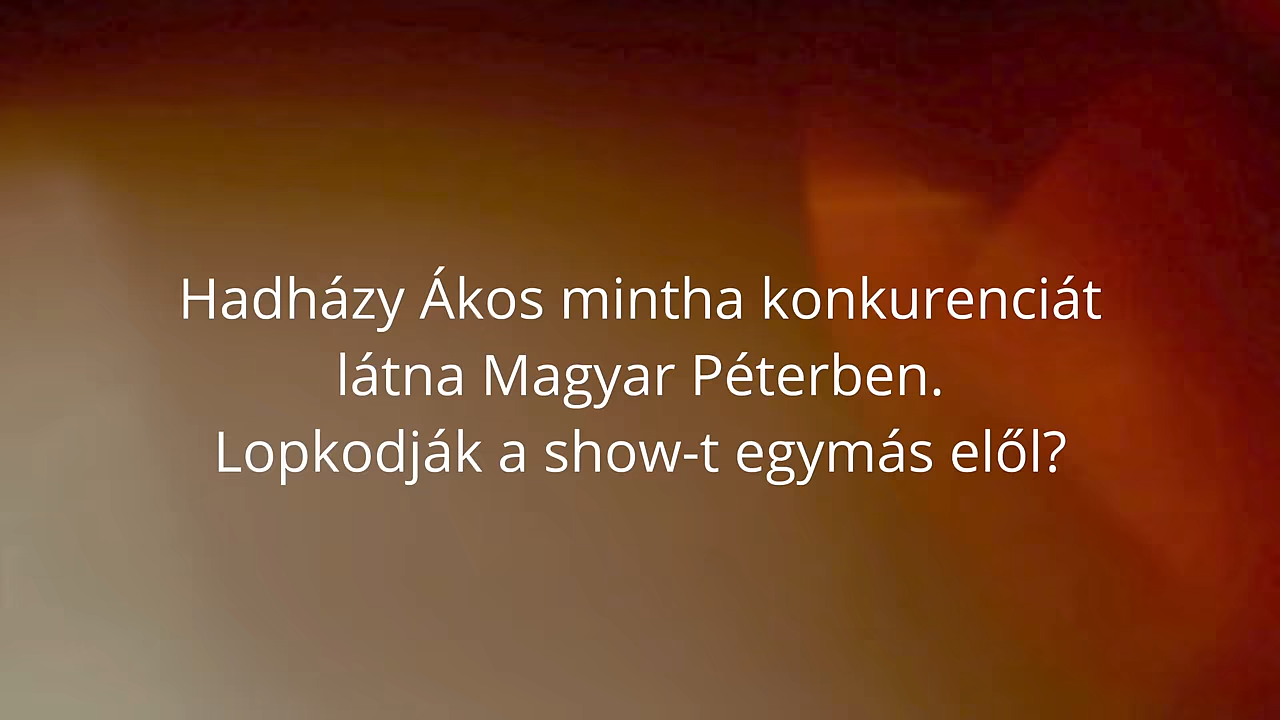 Hadházy Ákos mintha konkurenciát
látna Magyar Péterben.
Lopkodják a show-t egymás elől?